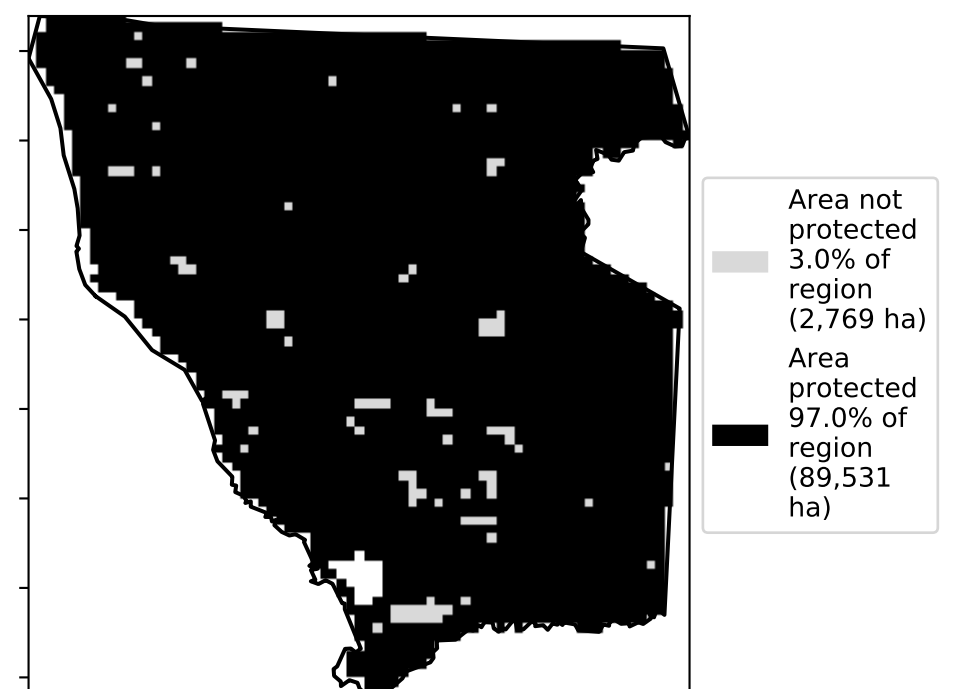 Area not
protected
3.0% of
region
(2,769 ha)
Area
protected
97.0% of
region
(89,531
ha)